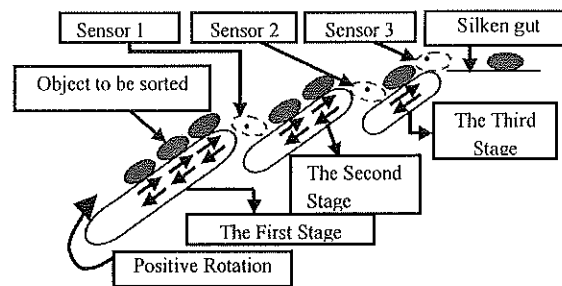 Sensor 1
Sensor 2
Sensor 3
Silken gut
Object to be sorted
The Third
Stage
The Second
Stage
The First Stage
Positive Rotation